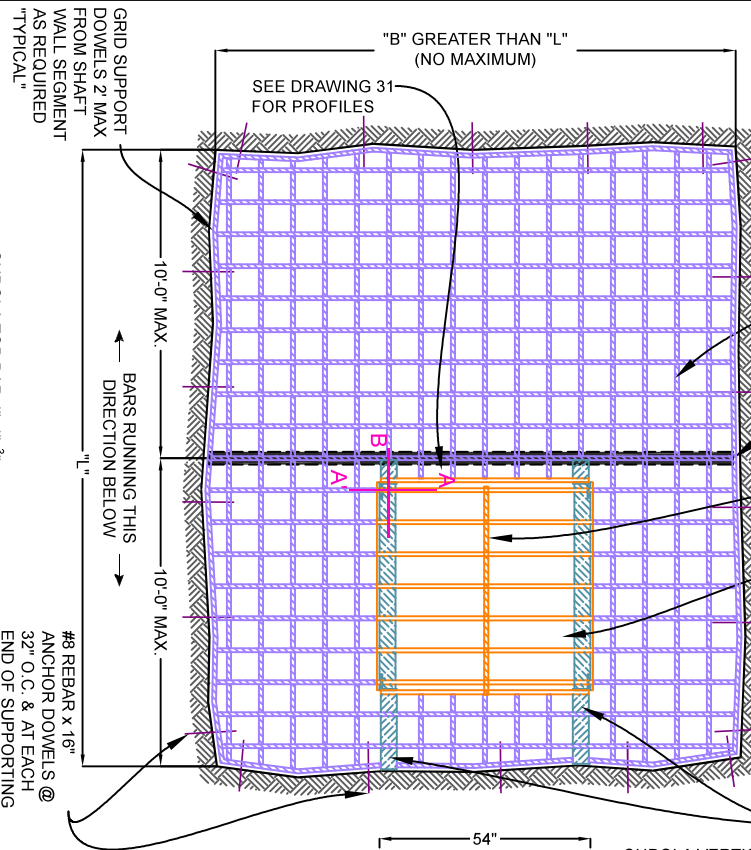 "B" GREATER THAN "L"
(NO MAXIMUM)
SEE DRAWING 31
FOR PROFILES
GRID SUPPORT
DOWELS 2' MAX
FROM SHAFT
WALL SEGMENT
AS REQUIRED
"TYPICAL"
10'-0" MAX.
BARS RUNNING THIS
DIRECTION BELOW
"L"
10'-0" MAX.
B
A
A'
#8 REBAR x 16"
ANCHOR DOWELS @
32" O.C. & AT EACH
END OF SUPPORTING
54"